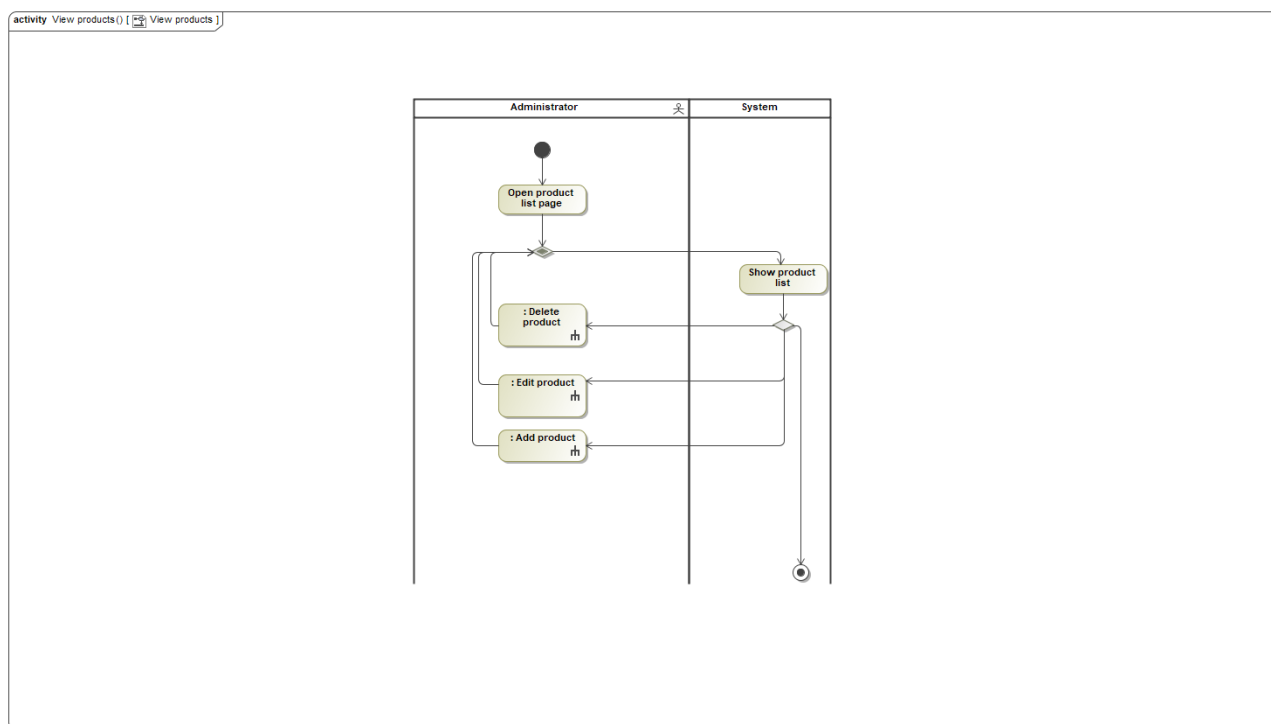 activity View products() [ View products ]
Administrator
System
Open product
list page
Show product
list
: Delete
product
: Edit product
: Add product